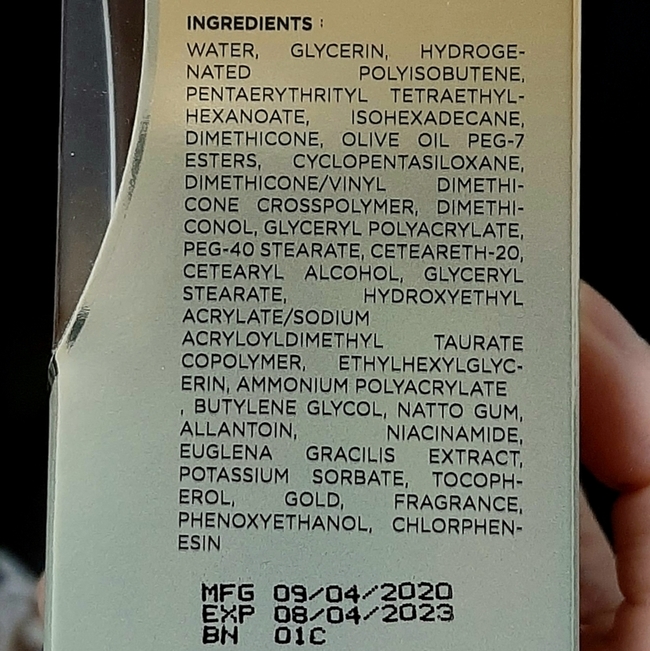 INGREDIENTS :
WATER, GLYCERIN, HYDROGE-
NATED POLYISOBUTENE,
PENTAERYTHRITYL TETRAETHYL-
HEXANOATE, ISOHEXADECANE,
DIMETHICONE, OLIVE OIL PEG-7
ESTERS, CYCLOPENTASILOXANE,
DIMETHICONE/VINYL DIMETHI-
CONE CROSSPOLYMER, DIMETHI-
CONOL, GLYCERYL POLYACRYLATE,
PEG-40 STEARATE, CETEARETH-20,
CETEARYL ALCOHOL, GLYCERYL
STEARATE, HYDROXYETHYL
ACRYLATE/SODIUM
ACRYLOYLDIMETHYL TAURATE
COPOLYMER, ETHYLHEXYLGLYC-
ERIN, AMMONIUM POLYACRYLATE
, BUTYLENE GLYCOL, NATTO GUM,
ALLANTOIN, NIACINAMIDE,
EUGLENA GRACILIS EXTRACT,
POTASSIUM SORBATE, TOCOPH-
EROL, GOLD, FRAGRANCE,
PHENOXYETHANOL, CHLORPHEN-
ESIN
MFG 09/04/2020
EXP 08/04/2023
BN 01C